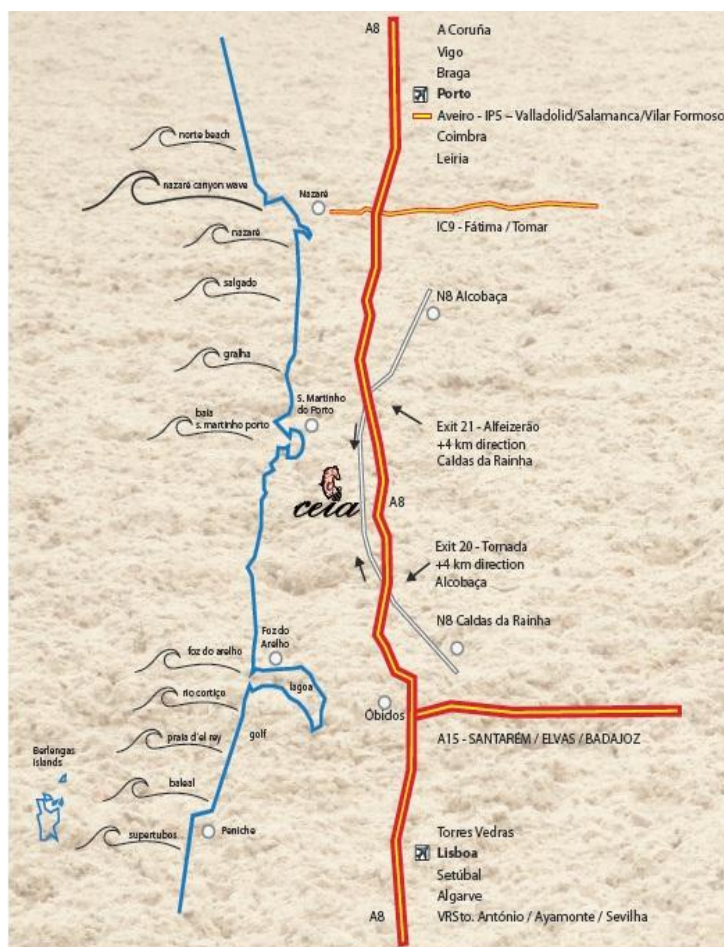 A8
A Coruña
Vigo
Braga
Porto
Aveiro - IP5 – Valladolid/Salamanca/Vilar Formoso
Coimbra
Leiria
norte beach
nazaré canyon wave
Nazaré
nazaré
IC9 - Fátima / Tomar
salgado
N8 Alcobaça
gralha
S. Martinho
do Porto
baia
s. martinho porto
Exit 21 - Alfeizerão
+4 km direction
Caldas da Rainha
ceia
A8
Exit 20 - Tornada
+4 km direction
Alcobaça
N8 Caldas da Rainha
Foz do
Arelho
foz do arelho
lagoa
rio cortiço
Óbidos
golf
praia d'el rey
A15 - SANTARÉM / ELVAS / BADAJOZ
Berlengas
Islands
baleal
supertubos
Peniche
Torres Vedras
Lisboa
Setúbal
Algarve
A8
VRSto. António / Ayamonte / Sevilha